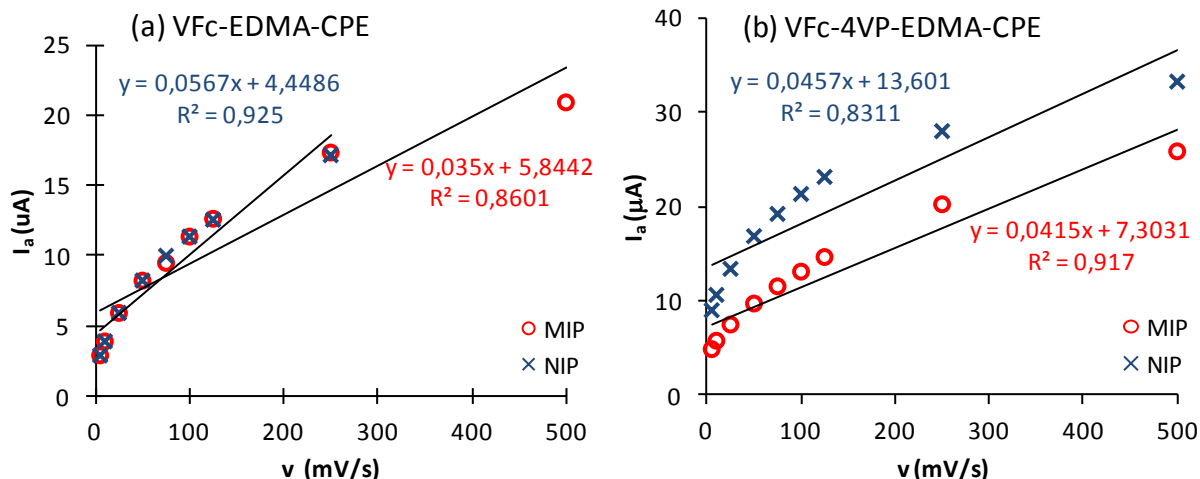 (a) VFc-EDMA-CPE
25
20
15
10
5
0
I_a (uA)
y = 0,0567x + 4,4486
R² = 0,925
y = 0,035x + 5,8442
R² = 0,8601
MIP
NIP
0 100 200 300 400 500
v (mV/s)
(b) VFc-4VP-EDMA-CPE
40
30
20
10
0
I_a (μA)
y = 0,0457x + 13,601
R² = 0,8311
y = 0,0415x + 7,3031
R² = 0,917
MIP
NIP
0 100 200 300 400 500
v (mV/s)